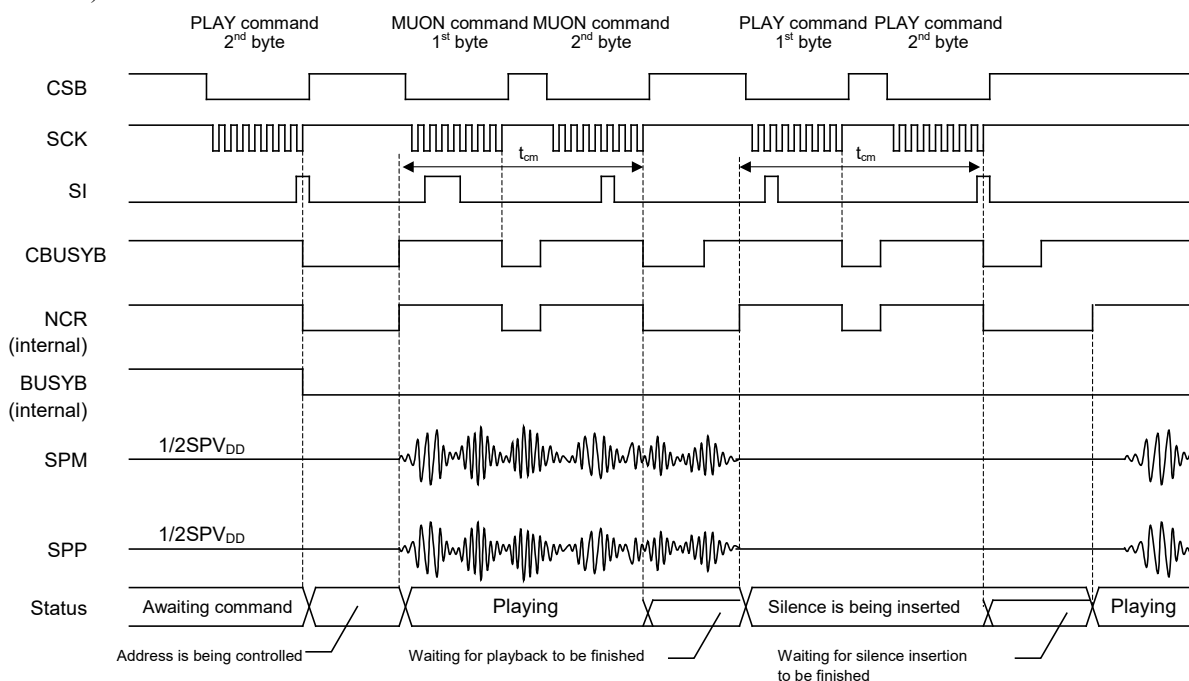 PLAY command
2nd byte
MUON command
1st byte
MUON command
2nd byte
PLAY command
1st byte
PLAY command
2nd byte
CSB
SCK
tcm
tcm
SI
CBUSYB
NCR
(internal)
BUSYB
(internal)
1/2SPVDD
SPM
1/2SPVDD
SPP
Status
Awaiting command
Playing
Silence is being inserted
Playing
Address is being controlled
Waiting for playback to be finished
Waiting for silence insertion
to be finished